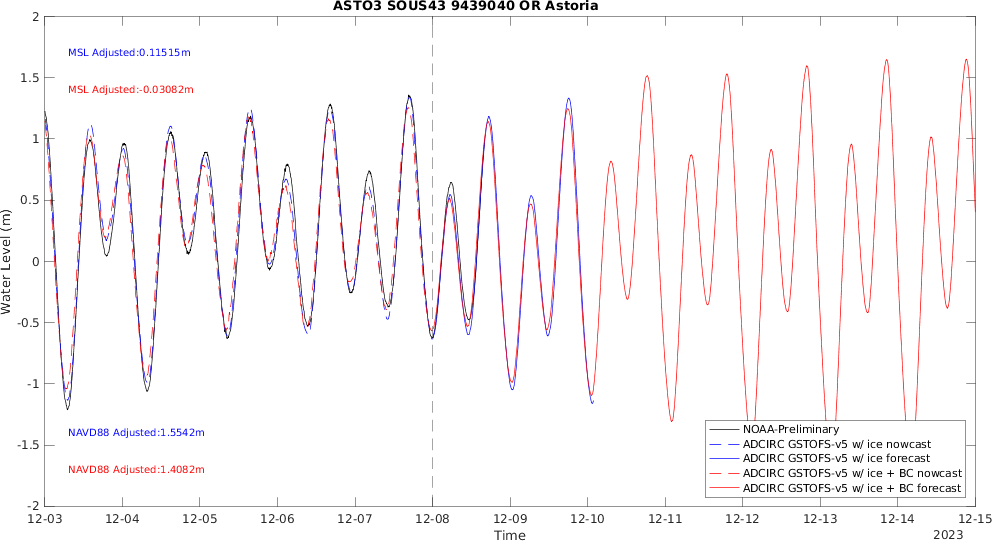 ASTO3 SOUS43 9439040 OR Astoria
MSL Adjusted:0.11515m
MSL Adjusted:-0.03082m
NAVD88 Adjusted:1.5542m
NAVD88 Adjusted:1.4082m
Water Level (m)
2
1.5
1
0.5
0
-0.5
-1
-1.5
-2
NOAA-Preliminary
ADCIRC GSTOFS-v5 w/ ice nowcast
ADCIRC GSTOFS-v5 w/ ice forecast
ADCIRC GSTOFS-v5 w/ ice + BC nowcast
ADCIRC GSTOFS-v5 w/ ice + BC forecast
12-03 12-04 12-05 12-06 12-07 12-08 12-09 12-10 12-11 12-12 12-13 12-14 12-15
Time
2023